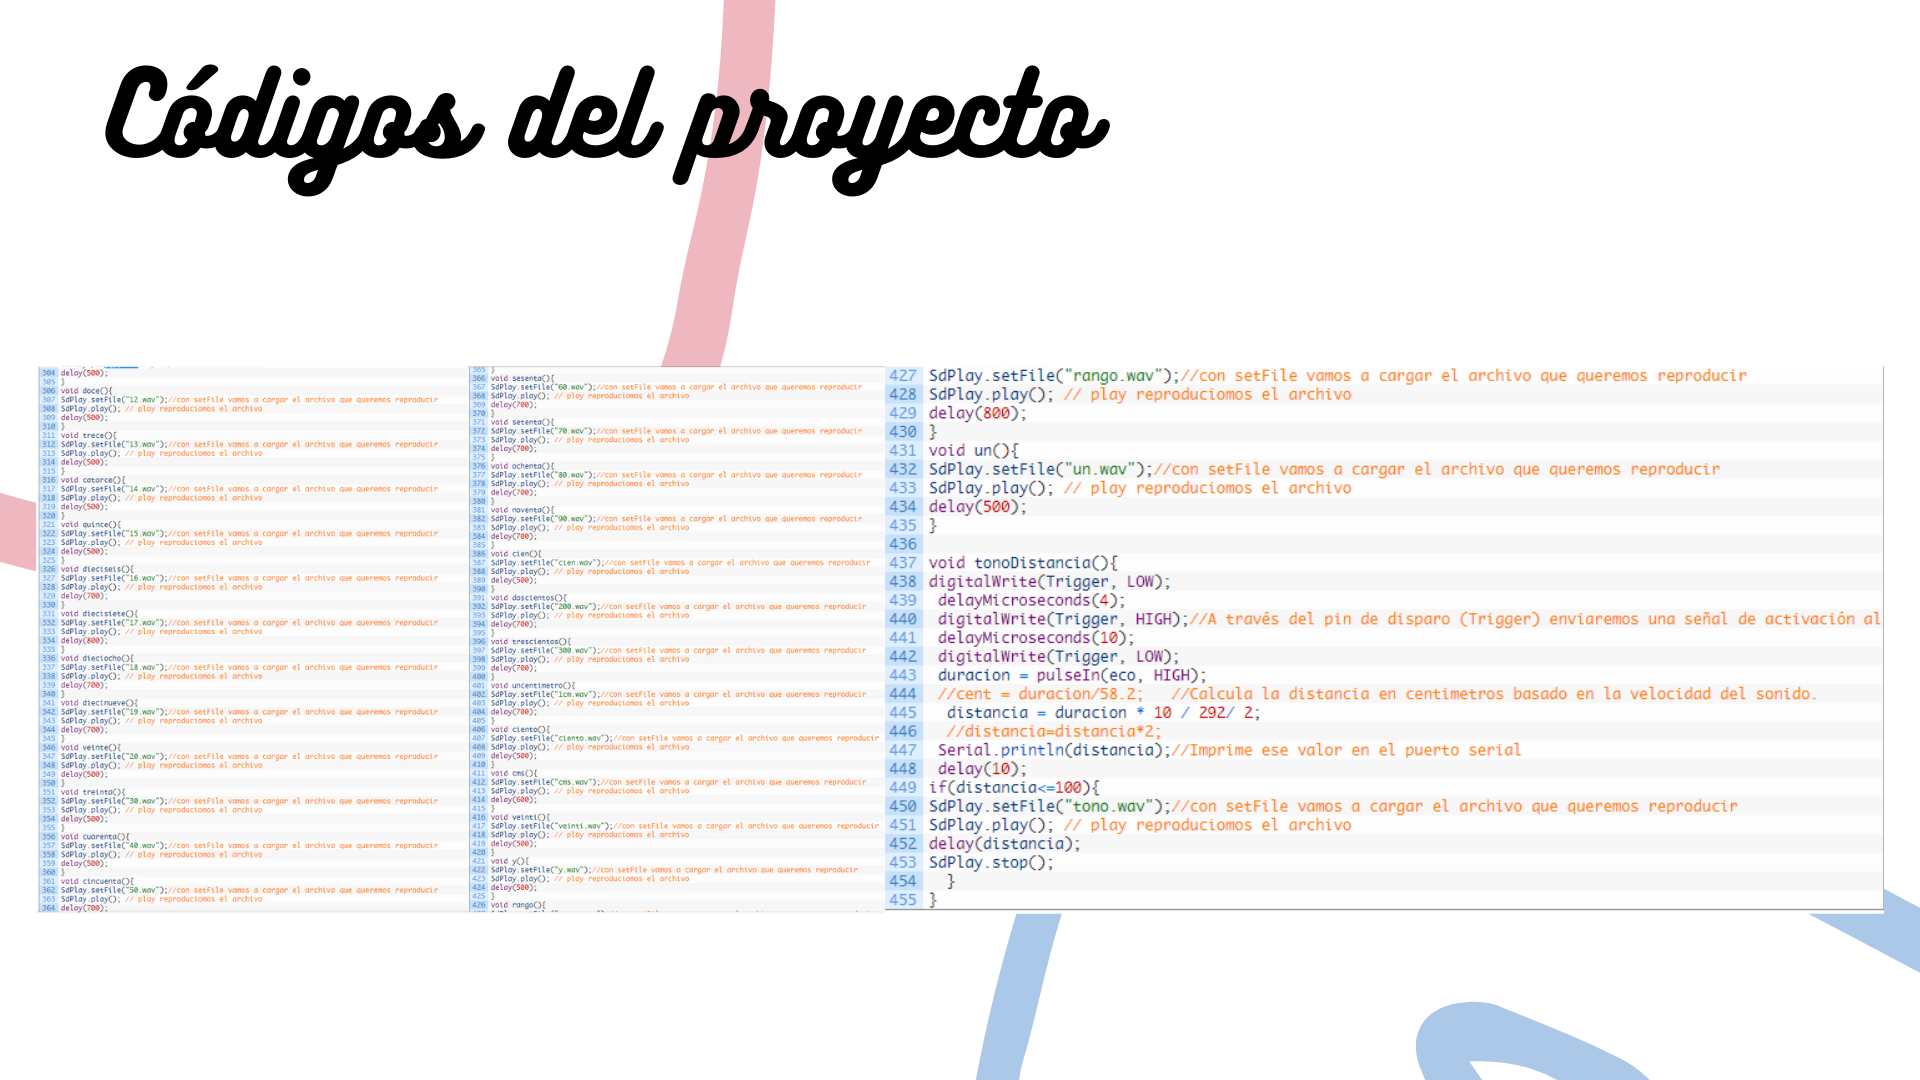 Códigos del proyecto
304 delay(500);
305 }
306 void doce(){
307 SdPlay.setFile("12.wav");//con setFile vamos a cargar el archivo que queremos reproducir
308 SdPlay.play(); // play reproduciomos el archivo
309 delay(500);
310 }
311 void trece(){
312 SdPlay.setFile("13.wav");//con setFile vamos a cargar el archivo que queremos reproducir
313 SdPlay.play(); // play reproduciomos el archivo
314 delay(500);
315 }
316 void catorce(){
317 SdPlay.setFile("14.wav");//con setFile vamos a cargar el archivo que queremos reproducir
318 SdPlay.play(); // play reproduciomos el archivo
319 delay(500);
320 }
321 void quince(){
322 SdPlay.setFile("15.wav");//con setFile vamos a cargar el archivo que queremos reproducir
323 SdPlay.play(); // play reproduciomos el archivo
324 delay(500);
325 }
326 void dieciseis(){
327 SdPlay.setFile("16.wav");//con setFile vamos a cargar el archivo que queremos reproducir
328 SdPlay.play(); // play reproduciomos el archivo
329 delay(700);
330 }
331 void diecisiete(){
332 SdPlay.setFile("17.wav");//con setFile vamos a cargar el archivo que queremos reproducir
333 SdPlay.play(); // play reproduciomos el archivo
334 delay(800);
335 }
336 void dieciocho(){
337 SdPlay.setFile("18.wav");//con setFile vamos a cargar el archivo que queremos reproducir
338 SdPlay.play(); // play reproduciomos el archivo
339 delay(700);
340 }
341 void diecinueve(){
342 SdPlay.setFile("19.wav");//con setFile vamos a cargar el archivo que queremos reproducir
343 SdPlay.play(); // play reproduciomos el archivo
344 delay(700);
345 }
346 void veinte(){
347 SdPlay.setFile("20.wav");//con setFile vamos a cargar el archivo que queremos reproducir
348 SdPlay.play(); // play reproduciomos el archivo
349 delay(500);
350 }
351 void treinta(){
352 SdPlay.setFile("30.wav");//con setFile vamos a cargar el archivo que queremos reproducir
353 SdPlay.play(); // play reproduciomos el archivo
354 delay(500);
355 }
356 void cuarenta(){
357 SdPlay.setFile("40.wav");//con setFile vamos a cargar el archivo que queremos reproducir
358 SdPlay.play(); // play reproduciomos el archivo
359 delay(500);
360 }
361 void cincuenta(){
362 SdPlay.setFile("50.wav");//con setFile vamos a cargar el archivo que queremos reproducir
363 SdPlay.play(); // play reproduciomos el archivo
364 delay(700);
365 }
366 void sesenta(){
367 SdPlay.setFile("60.wav");//con setFile vamos a cargar el archivo que queremos reproducir
368 SdPlay.play(); // play reproduciomos el archivo
369 delay(700);
370 }
371 void setenta(){
372 SdPlay.setFile("70.wav");//con setFile vamos a cargar el archivo que queremos reproducir
373 SdPlay.play(); // play reproduciomos el archivo
374 delay(700);
375 }
376 void ochenta(){
377 SdPlay.setFile("80.wav");//con setFile vamos a cargar el archivo que queremos reproducir
378 SdPlay.play(); // play reproduciomos el archivo
379 delay(700);
380 }
381 void noventa(){
382 SdPlay.setFile("90.wav");//con setFile vamos a cargar el archivo que queremos reproducir
383 SdPlay.play(); // play reproduciomos el archivo
384 delay(700);
385 }
386 void cien(){
387 SdPlay.setFile("cien.wav");//con setFile vamos a cargar el archivo que queremos reproducir
388 SdPlay.play(); // play reproduciomos el archivo
389 delay(500);
390 }
391 void doscientos(){
392 SdPlay.setFile("200.wav");//con setFile vamos a cargar el archivo que queremos reproducir
393 SdPlay.play(); // play reproduciomos el archivo
394 delay(700);
395 }
396 void trescientos(){
397 SdPlay.setFile("300.wav");//con setFile vamos a cargar el archivo que queremos reproducir
398 SdPlay.play(); // play reproduciomos el archivo
399 delay(700);
400 }
401 void uncentimetro(){
402 SdPlay.setFile("1cm.wav");//con setFile vamos a cargar el archivo que queremos reproducir
403 SdPlay.play(); // play reproduciomos el archivo
404 delay(700);
405 }
406 void ciento(){
407 SdPlay.setFile("ciento.wav");//con setFile vamos a cargar el archivo que queremos reproducir
408 SdPlay.play(); // play reproduciomos el archivo
409 delay(500);
410 }
411 void cms(){
412 SdPlay.setFile("cms.wav");//con setFile vamos a cargar el archivo que queremos reproducir
413 SdPlay.play(); // play reproduciomos el archivo
414 delay(600);
415 }
416 void veinti(){
417 SdPlay.setFile("veinti.wav");//con setFile vamos a cargar el archivo que queremos reproducir
418 SdPlay.play(); // play reproduciomos el archivo
419 delay(500);
420 }
421 void y(){
422 SdPlay.setFile("y.wav");//con setFile vamos a cargar el archivo que queremos reproducir
423 SdPlay.play(); // play reproduciomos el archivo
424 delay(500);
425 }
426 void rango(){
427 SdPlay.setFile("rango.wav");//con setFile vamos a cargar el archivo que queremos reproducir
428 SdPlay.play(); // play reproduciomos el archivo
429 delay(800);
430 }
431 void un(){
432 SdPlay.setFile("un.wav");//con setFile vamos a cargar el archivo que queremos reproducir
433 SdPlay.play(); // play reproduciomos el archivo
434 delay(500);
435 }
436
437 void tonoDistancia(){
438 digitalWrite(Trigger, LOW);
439 delayMicroseconds(4);
440 digitalWrite(Trigger, HIGH);//A través del pin de disparo (Trigger) enviaremos una señal de activación al
441 delayMicroseconds(10);
442 digitalWrite(Trigger, LOW);
443 duracion = pulseIn(eco, HIGH);
444 //cent = duracion/58.2; //Calcula la distancia en centimetros basado en la velocidad del sonido.
445 distancia = duracion * 10 / 292/ 2;
446 //distancia=distancia*2;
447 Serial.println(distancia);//Imprime ese valor en el puerto serial
448 delay(10);
449 if(distancia<=100){
450 SdPlay.setFile("tono.wav");//con setFile vamos a cargar el archivo que queremos reproducir
451 SdPlay.play(); // play reproduciomos el archivo
452 delay(distancia);
453 SdPlay.stop();
454 }
455 }